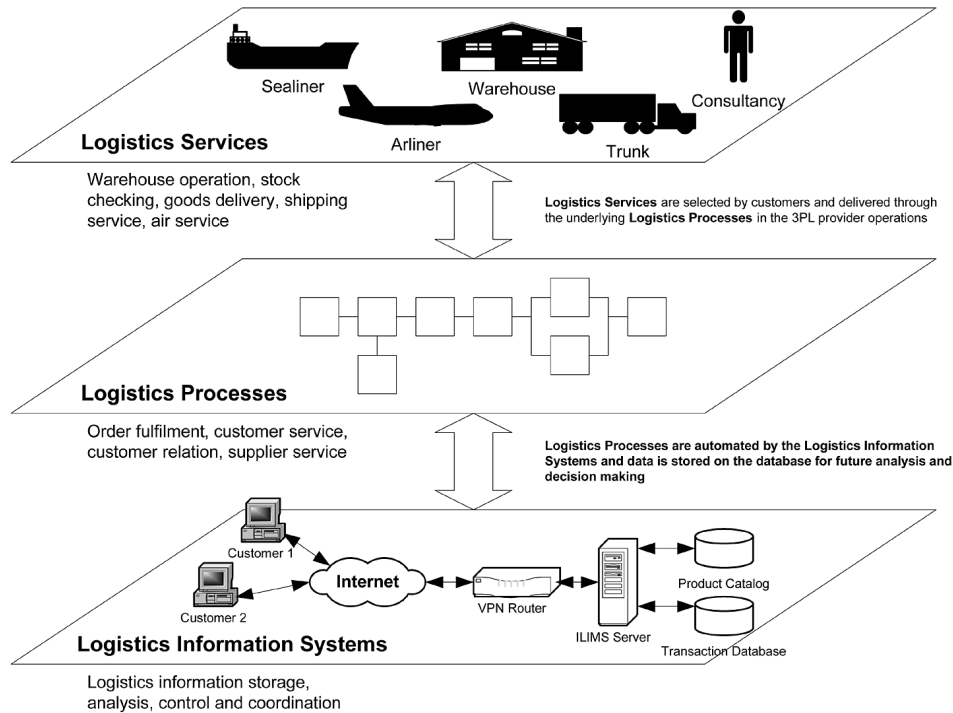 Sealiner
Warehouse
Consultancy
Arliner
Trunk
Logistics Services
Warehouse operation, stock
checking, goods delivery, shipping
service, air service
Logistics Services are selected by customers and delivered through
the underlying Logistics Processes in the 3PL provider operations
Logistics Processes
Order fulfilment, customer service,
customer relation, supplier service
Logistics Processes are automated by the Logistics Information
Systems and data is stored on the database for future analysis and
decision making
Customer 1
Internet
Customer 2
VPN Router
ILIMS Server
Product Catalog
Transaction Database
Logistics Information Systems
Logistics information storage,
analysis, control and coordination